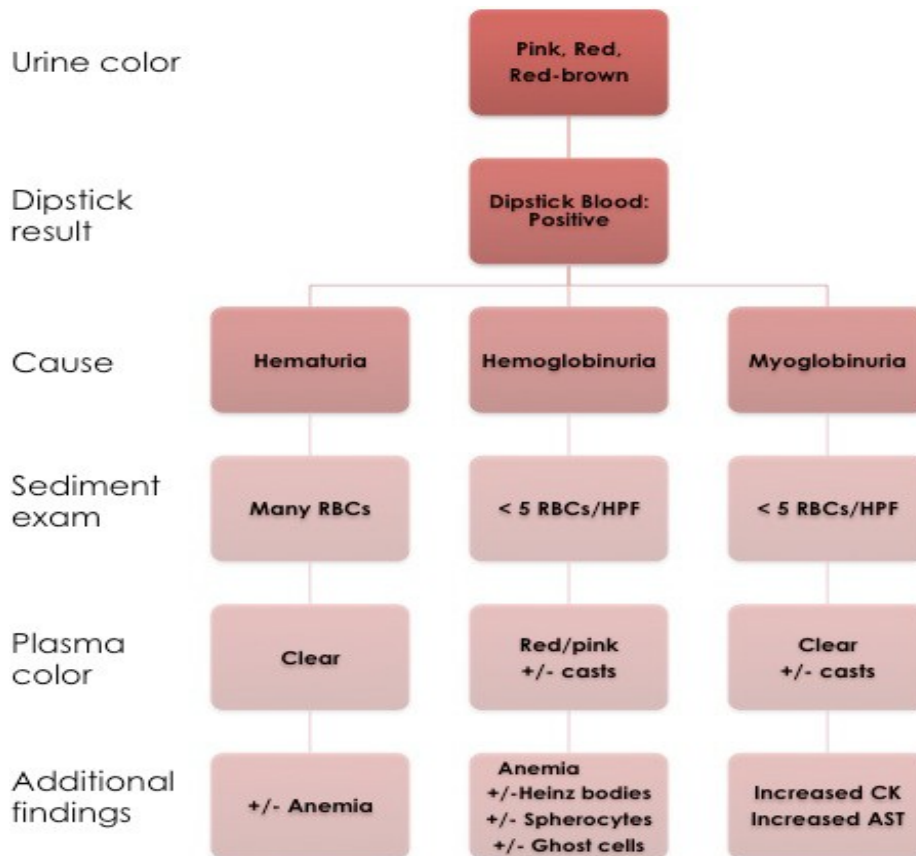 Urine color
Pink, Red,
Red-brown
Dipstick
result
Dipstick Blood:
Positive
Cause
Hematuria
Hemoglobinuria
Myoglobinuria
Sediment
exam
Many RBCs
< 5 RBCs/HPF
< 5 RBCs/HPF
Plasma
color
Clear
Red/pink
+/- casts
Clear
+/- casts
Additional
findings
+/- Anemia
Anemia
+/-Heinz bodies
+/- Spherocytes
+/- Ghost cells
Increased CK
Increased AST